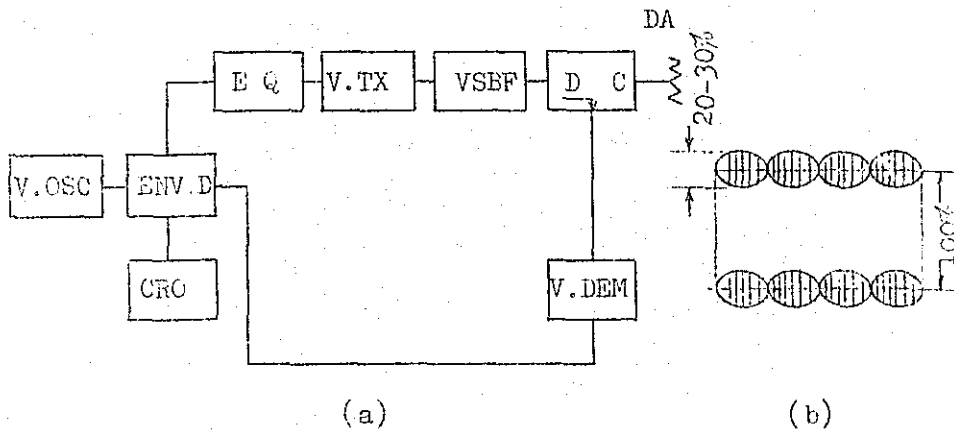 DA
20-30%
E Q
V.TX
VSBF
D C
V.OSC
ENV.D
CRO
V.DEM
100%
(a)
(b)